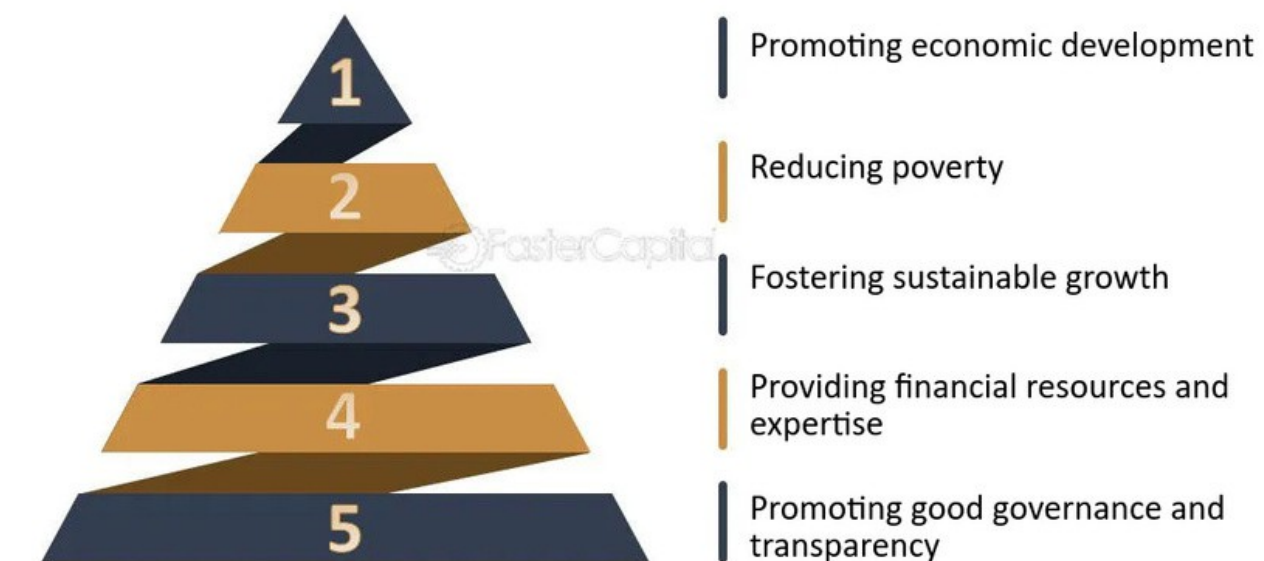 1
Promoting economic development
2
Reducing poverty
FasterCapital
3
Fostering sustainable growth
4
Providing financial resources and
expertise
5
Promoting good governance and
transparency